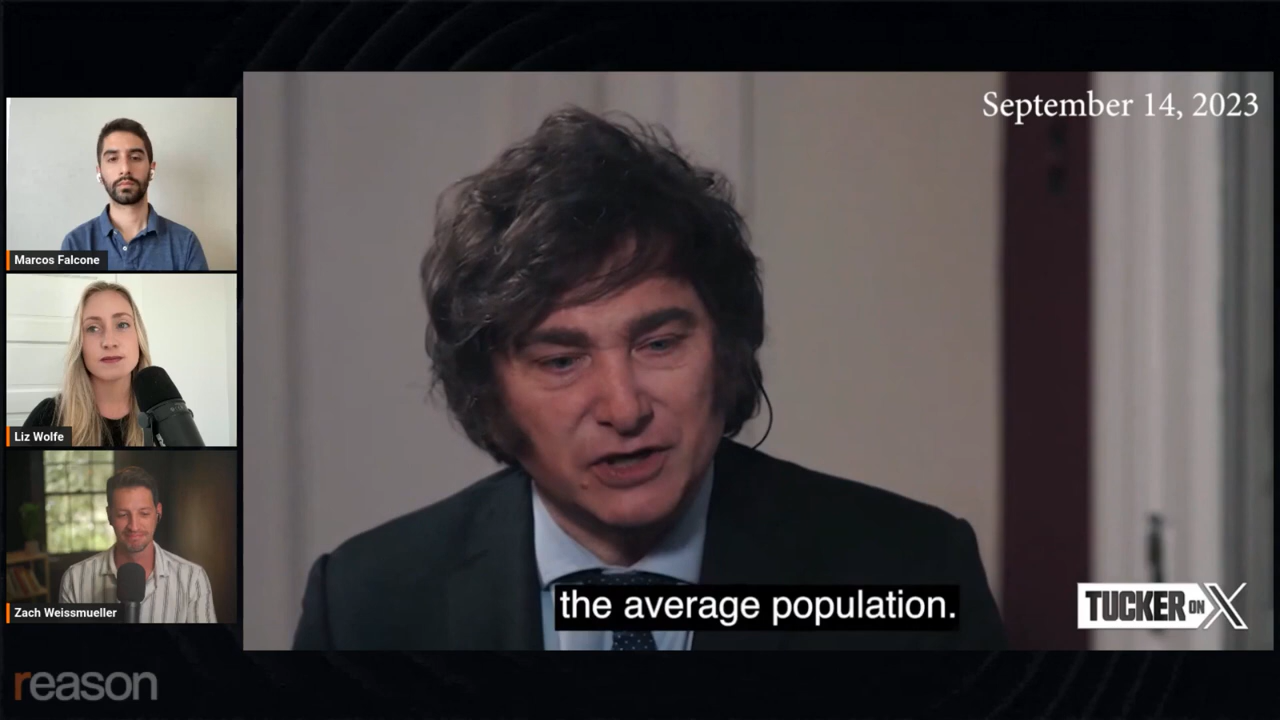 September 14, 2023
Marcos Falcone
Liz Wolfe
Zach Weissmueller
the average population.
TUCKER ON X
reason